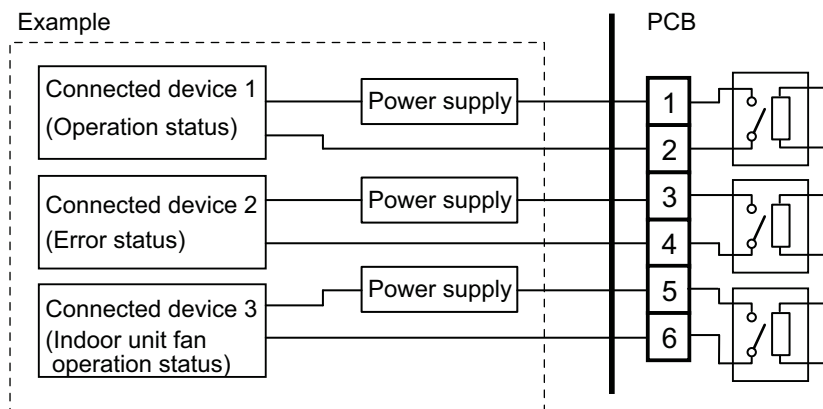 Example
PCB
Connected device 1
(Operation status)
Power supply
1
2
Connected device 2
(Error status)
Power supply
3
4
Connected device 3
(Indoor unit fan
operation status)
Power supply
5
6